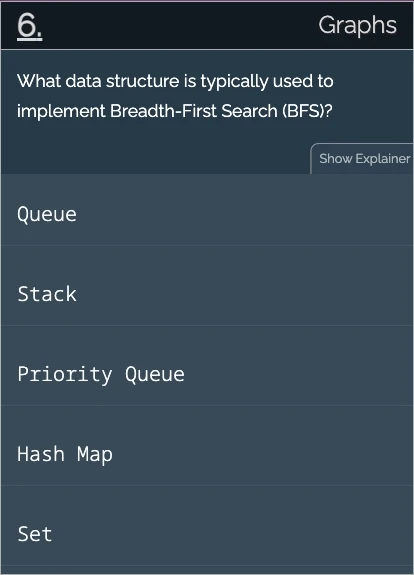 6.
Graphs
What data structure is typically used to
implement Breadth-First Search (BFS)?
Show Explainer
Queue
Stack
Priority Queue
Hash Map
Set